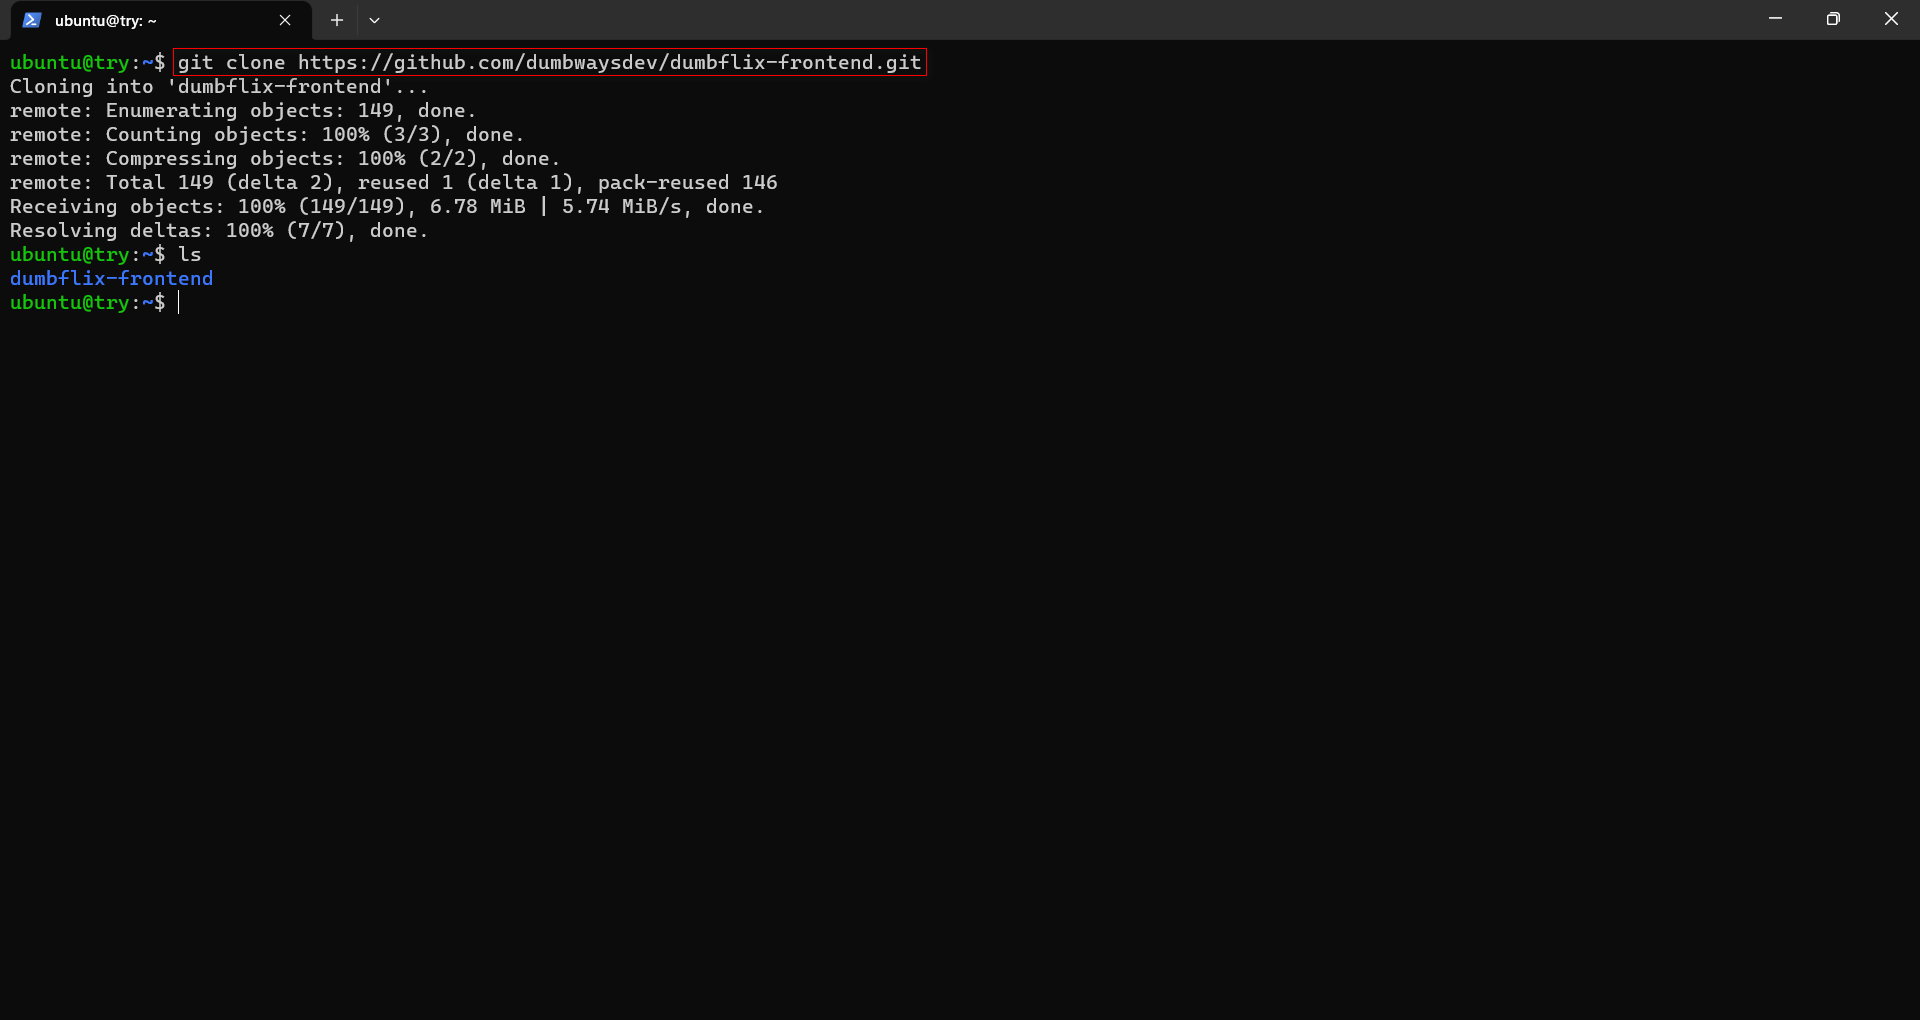 ubuntu@try: ~
ubuntu@try:~$ git clone https://github.com/dumbwaysdev/dumbflix-frontend.git
Cloning into 'dumbflix-frontend'...
remote: Enumerating objects: 149, done.
remote: Counting objects: 100% (3/3), done.
remote: Compressing objects: 100% (2/2), done.
remote: Total 149 (delta 2), reused 1 (delta 1), pack-reused 146
Receiving objects: 100% (149/149), 6.78 MiB | 5.74 MiB/s, done.
Resolving deltas: 100% (7/7), done.
ubuntu@try:~$ ls
dumbflix-frontend
ubuntu@try:~$